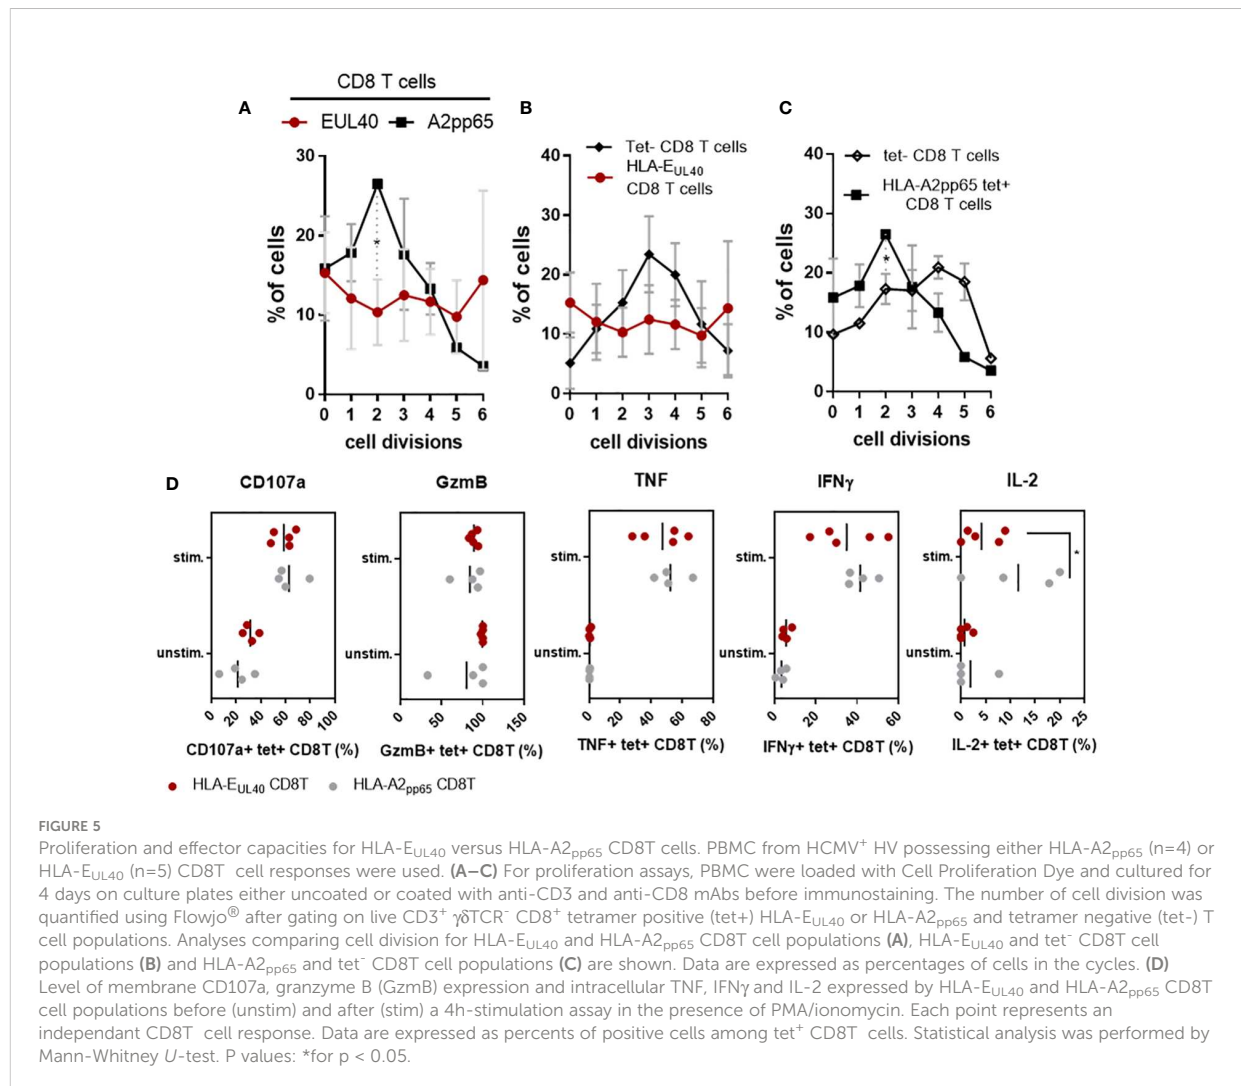 CD8 T cells
A
EUL40 A2pp65
% of cells
30
20
10
0
0 1 2 3 4 5 6
cell divisions
*
B
Tet- CD8 T cells
HLA-EUL40
CD8 T cells
% of cells
40
30
20
10
0
0 1 2 3 4 5 6
cell divisions
C
tet- CD8 T cells
HLA-A2pp65 tet+
CD8 T cells
% of cells
40
30
20
10
0
0 1 2 3 4 5 6
cell divisions
*
D
CD107a
stim.
unstim.
0 20 40 60 80 100
CD107a+ tet+ CD8T (%)
GzmB
stim.
unstim.
0 50 100 150
GzmB+ tet+ CD8T (%)
TNF
stim.
unstim.
0 20 40 60 80
TNF+ tet+ CD8T (%)
IFNγ
stim.
unstim.
0 20 40 60
IFNγ+ tet+ CD8T (%)
IL-2
stim.
unstim.
*
0 5 10 15 20 25
IL-2+ tet+ CD8T (%)
HLA-EUL40 CD8T HLA-A2pp65 CD8T
FIGURE 5
Proliferation and effector capacities for HLA-EUL40 versus HLA-A2pp65 CD8T cells. PBMC from HCMV+ HV possessing either HLA-A2pp65 (n=4) or
HLA-EUL40 (n=5) CD8T cell responses were used. (A–C) For proliferation assays, PBMC were loaded with Cell Proliferation Dye and cultured for
4 days on culture plates either uncoated or coated with anti-CD3 and anti-CD8 mAbs before immunostaining. The number of cell division was
quantified using Flowjo® after gating on live CD3+ γδTCR- CD8+ tetramer positive (tet+) HLA-EUL40 or HLA-A2pp65 and tetramer negative (tet-) T
cell populations. Analyses comparing cell division for HLA-EUL40 and HLA-A2pp65 CD8T cell populations (A), HLA-EUL40 and tet- CD8T cell
populations (B) and HLA-A2pp65 and tet- CD8T cell populations (C) are shown. Data are expressed as percentages of cells in the cycles. (D)
Level of membrane CD107a, granzyme B (GzmB) expression and intracellular TNF, IFNγ and IL-2 expressed by HLA-EUL40 and HLA-A2pp65 CD8T
cell populations before (unstim) and after (stim) a 4h-stimulation assay in the presence of PMA/ionomycin. Each point represents an
independant CD8T cell response. Data are expressed as percents of positive cells among tet+ CD8T cells. Statistical analysis was performed by
Mann-Whitney U-test. P values: *for p < 0.05.